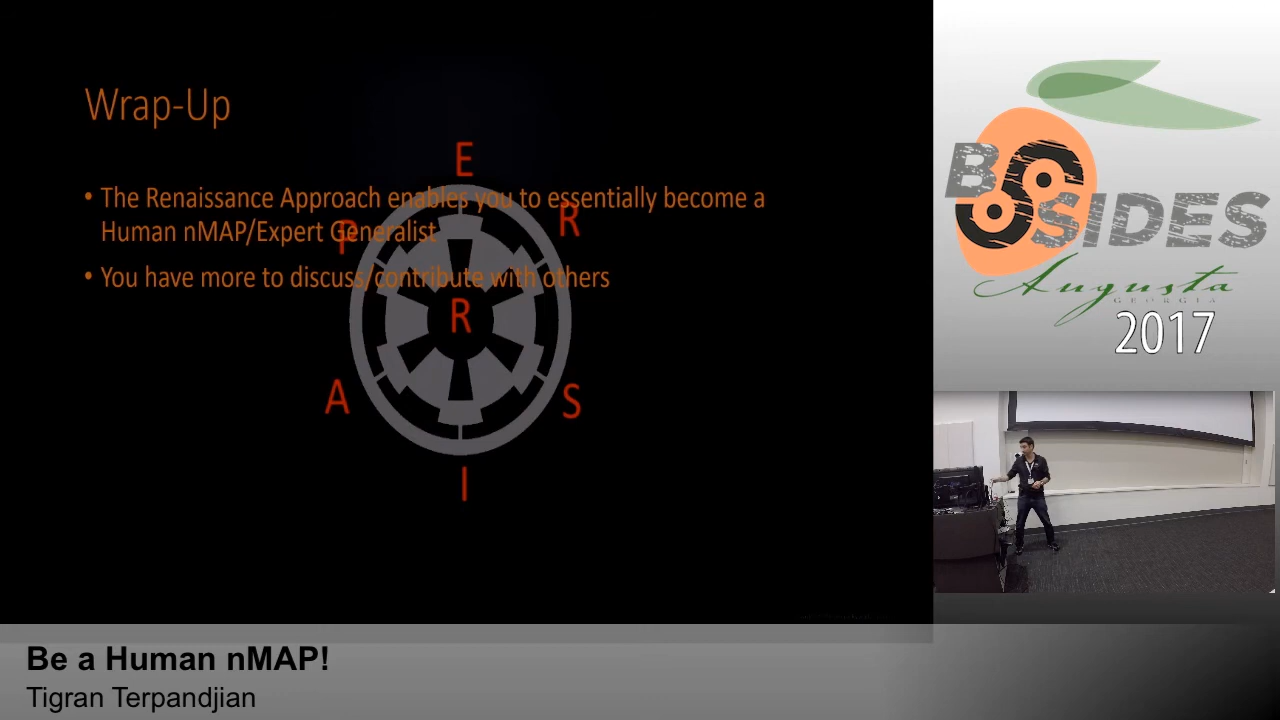 Wrap-Up
E
• The Renaissance Approach enables you to essentially become a
Human nMAP/Expert Generalist
P
R
• You have more to discuss/contribute with others
R
A
S
I
BSIDES
Augusta
GEORGIA
2017
Be a Human nMAP!
Tigran Terpandjian